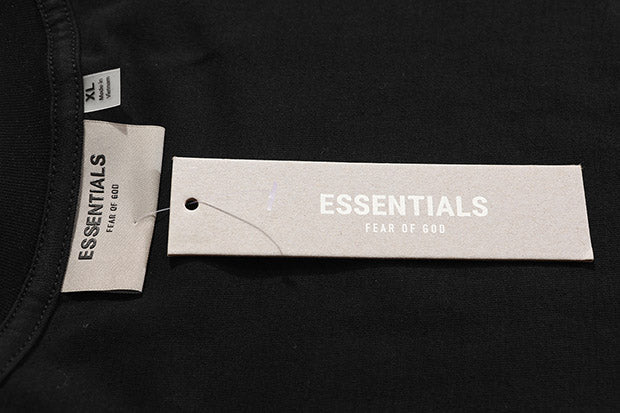 XL
Made in
Vietnam
ESSENTIALS
FEAR OF GOD
ESSENTIALS
FEAR OF GOD